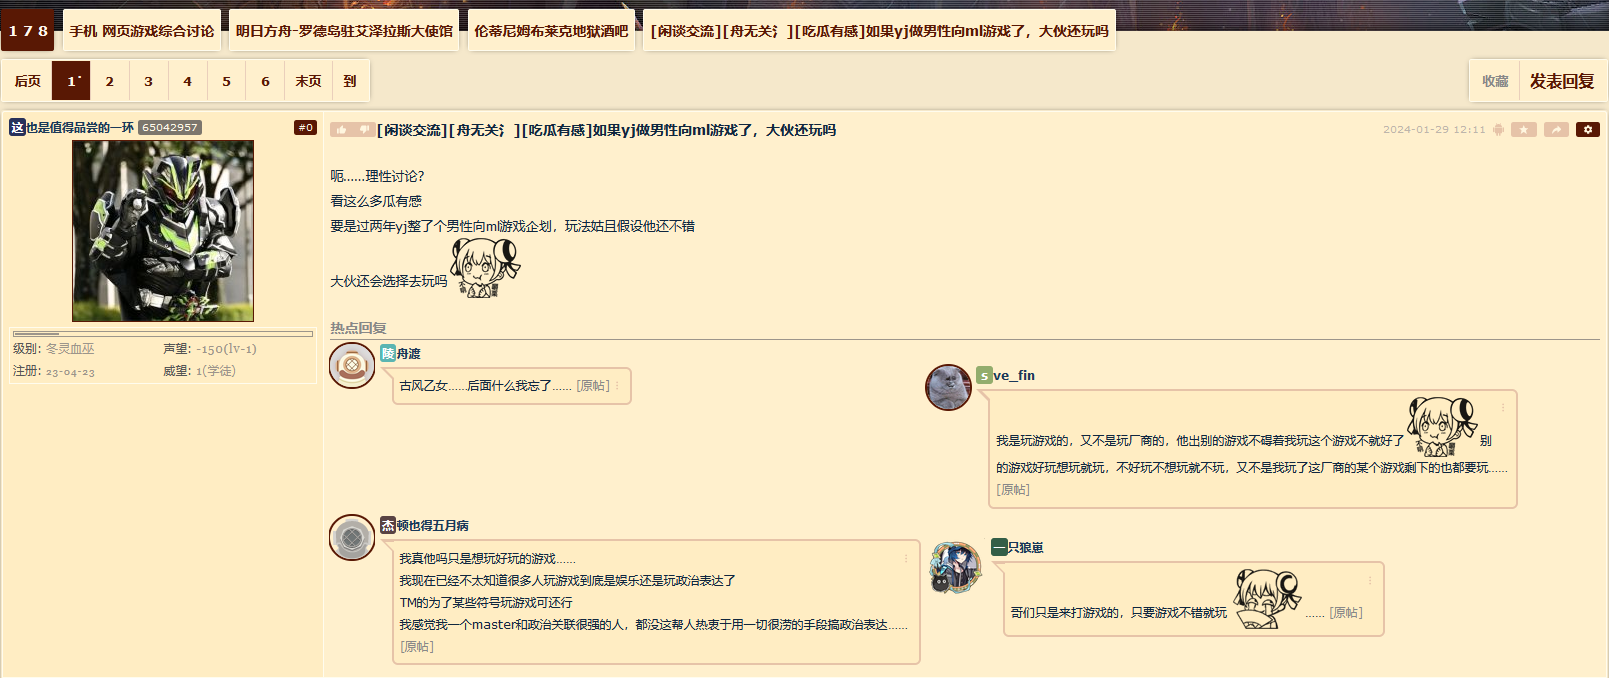 1 7 8
手机 网页游戏综合讨论
明日方舟-罗德岛驻艾泽拉斯大使馆
伦蒂尼姆布莱克地狱酒吧
[闲谈交流][舟无关氵][吃瓜有感]如果yj做男性向ml游戏了，大伙还玩吗
后页
1
2
3
4
5
6
末页
到
收藏
发表回复
这也是值得品尝的一环 65042957
#0
级别: 冬灵血巫
声望: -150(lv-1)
注册: 23-04-23
威望: 1(学徒)
[闲谈交流][舟无关氵][吃瓜有感]如果yj做男性向ml游戏了，大伙还玩吗
2024-01-29 12:11
呃……理性讨论?
看这么多瓜有感
要是过两年yj整了个男性向ml游戏企划，玩法姑且假设他还不错
大伙还会选择去玩吗
热点回复
陵舟渡
古风乙女……后面什么我忘了…… [原帖]
sve_fin
我是玩游戏的，又不是玩厂商的，他出别的游戏不碍着我玩这个游戏不就好了 别
的游戏好玩想玩就玩，不好玩不想玩就不玩，又不是我玩了这厂商的某个游戏剩下的也都要玩……
[原帖]
杰顿也得五月病
我真他吗只是想玩好玩的游戏……
我现在已经不太知道很多人玩游戏到底是娱乐还是玩政治表达了
TM的为了某些符号玩游戏可还行
我感觉我一个master和政治关联很强的人，都没这帮人热衷于用一切很涝的手段搞政治表达……
[原帖]
一只狼崽
哥们只是来打游戏的，只要游戏不错就玩 …… [原帖]